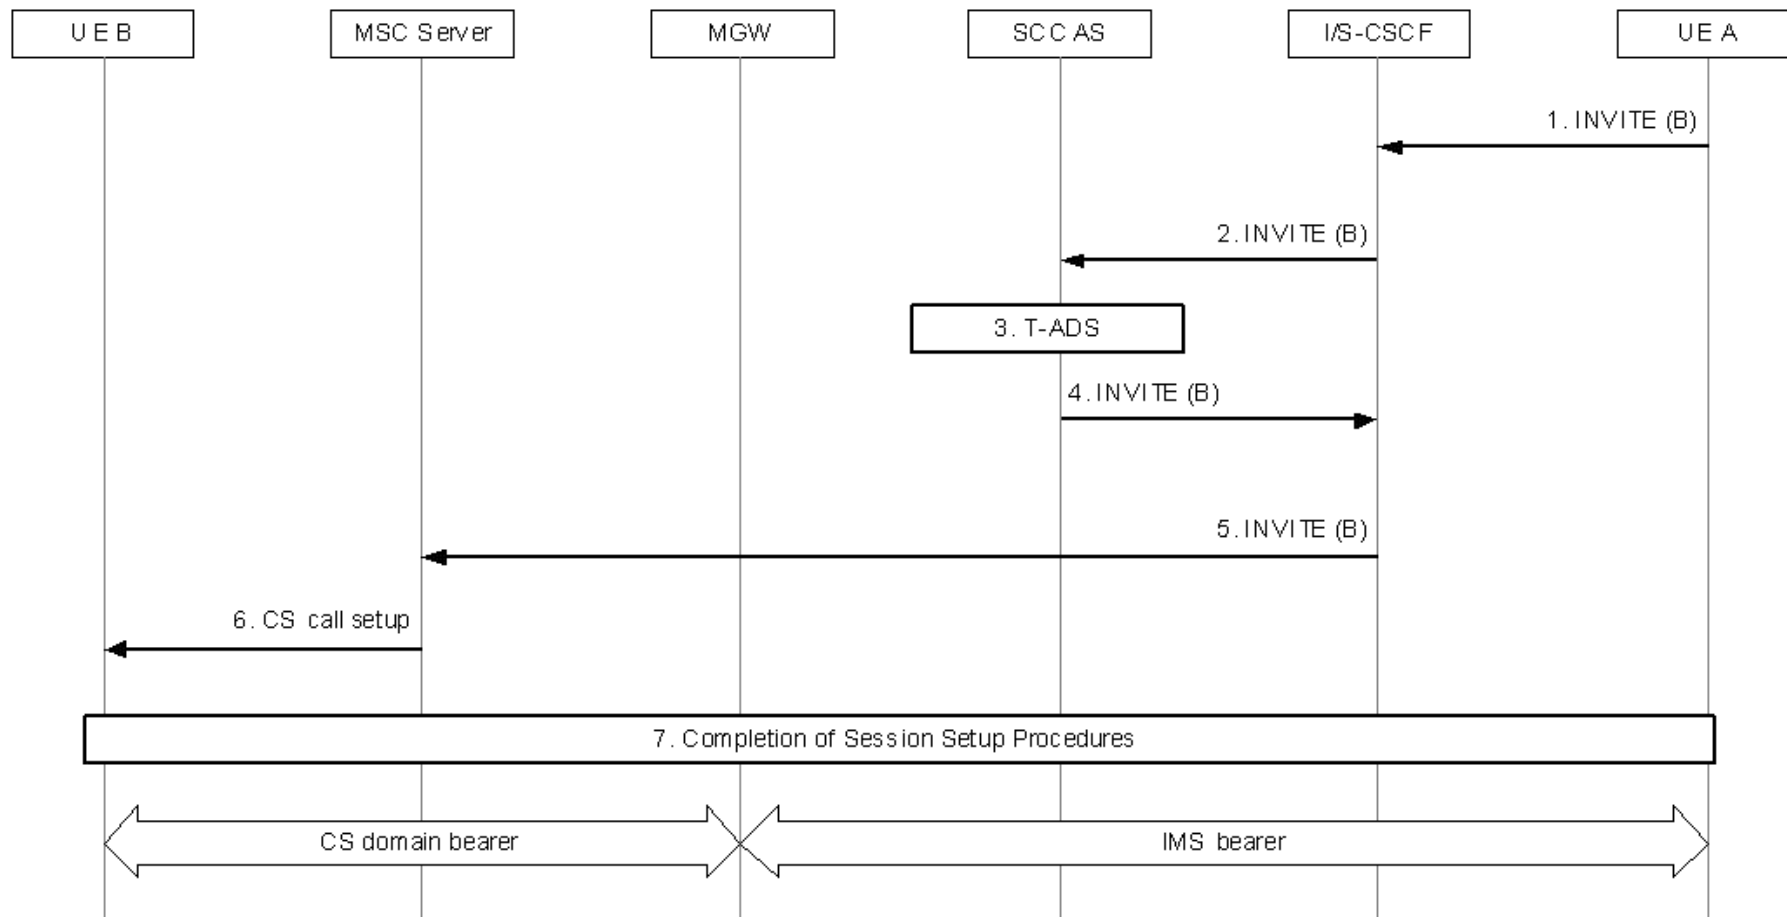 UE B
MSC Server
MGW
SCC AS
I/S-CSCF
UE A
1. INVITE (B)
2. INVITE (B)
3. T-ADS
4. INVITE (B)
5. INVITE (B)
6. CS call setup
7. Completion of Session Setup Procedures
CS domain bearer
IMS bearer